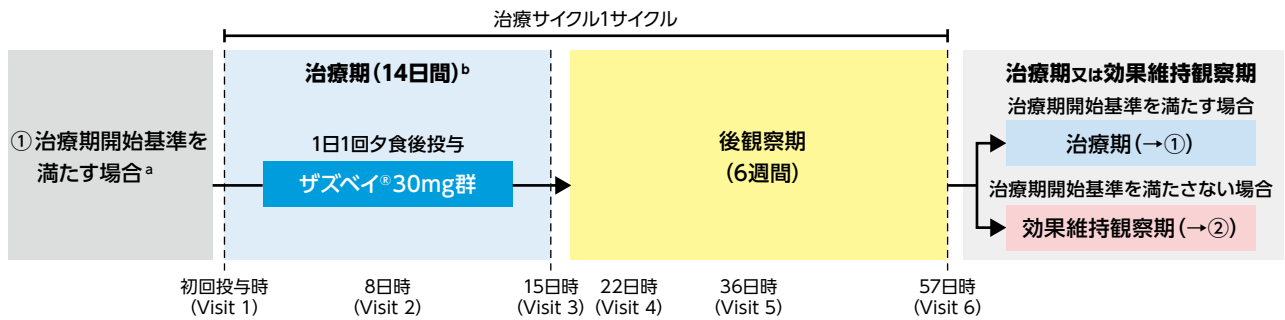 治療サイクル1サイクル
①治療期開始基準を
満たす場合a
治療期（14日間）b
1日1回夕食後投与
ザズベイ®30mg群
後観察期
（6週間）
治療期又は効果維持観察期
治療期開始基準を満たす場合
治療期（→①）
治療期開始基準を満たさない場合
効果維持観察期（→②）
初回投与時
(Visit 1)
8日時
(Visit 2)
15日時
(Visit 3)
22日時
(Visit 4)
36日時
(Visit 5)
57日時
(Visit 6)